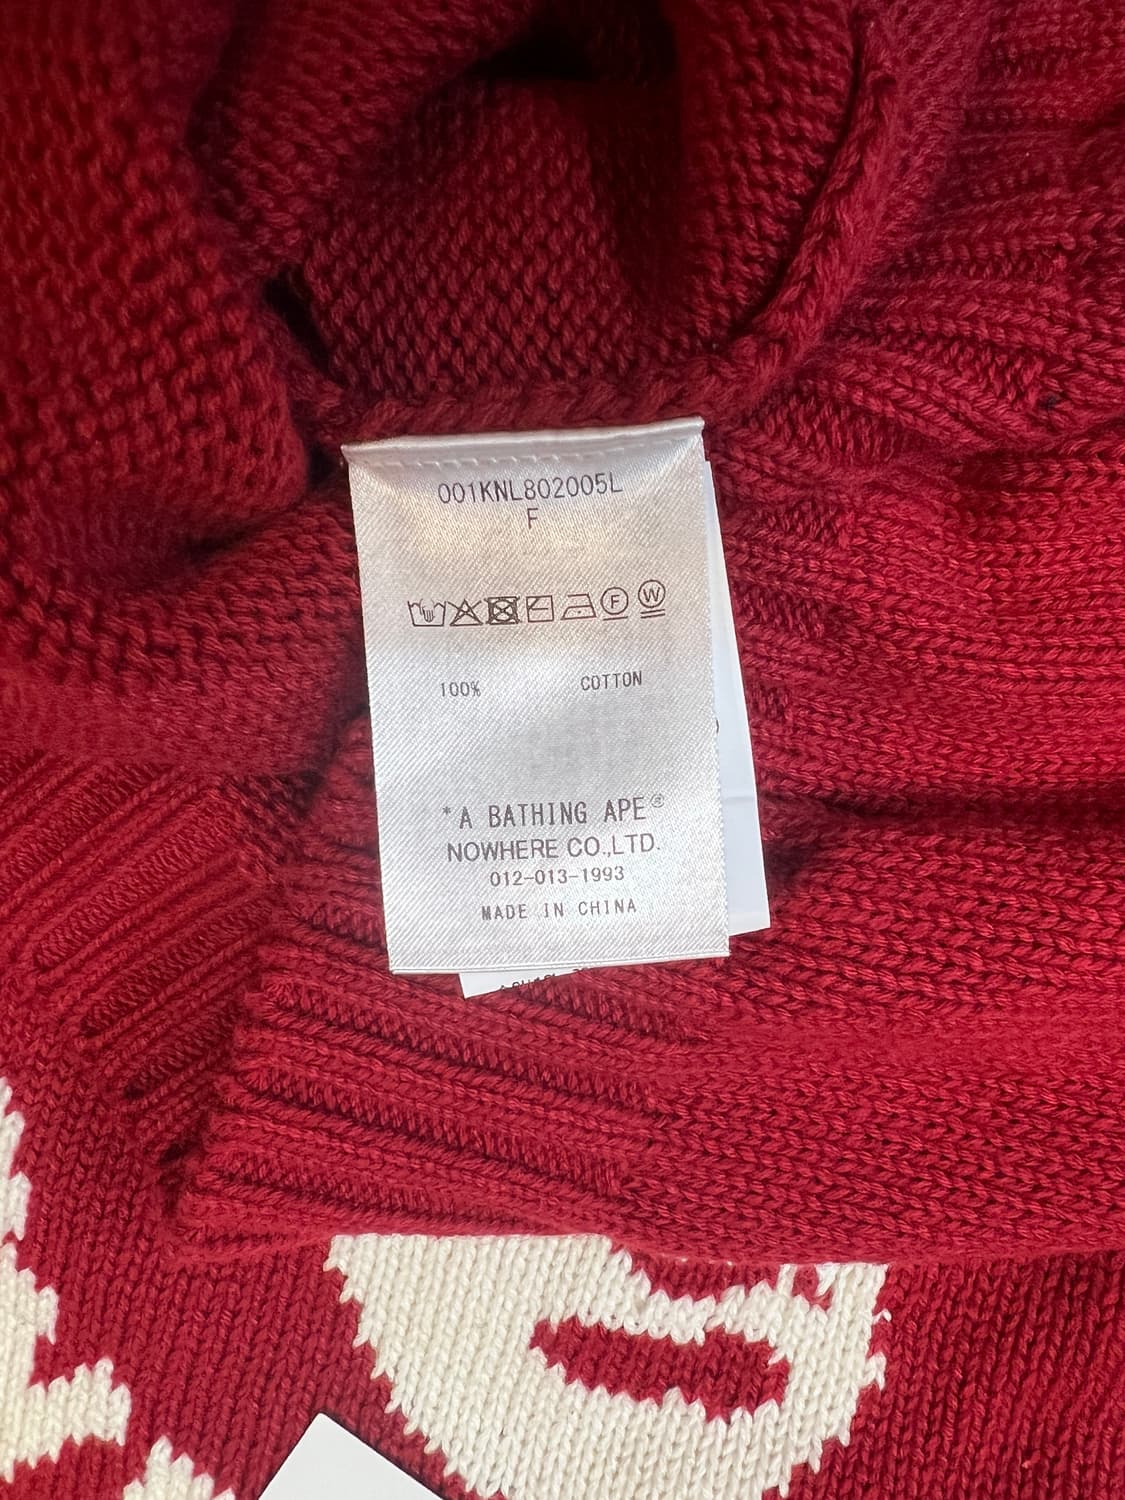 001KNL802005L
F
F W
100% COTTON
*A BATHING APE®
NOWHERE CO.,LTD.
012-013-1993
MADE IN CHINA